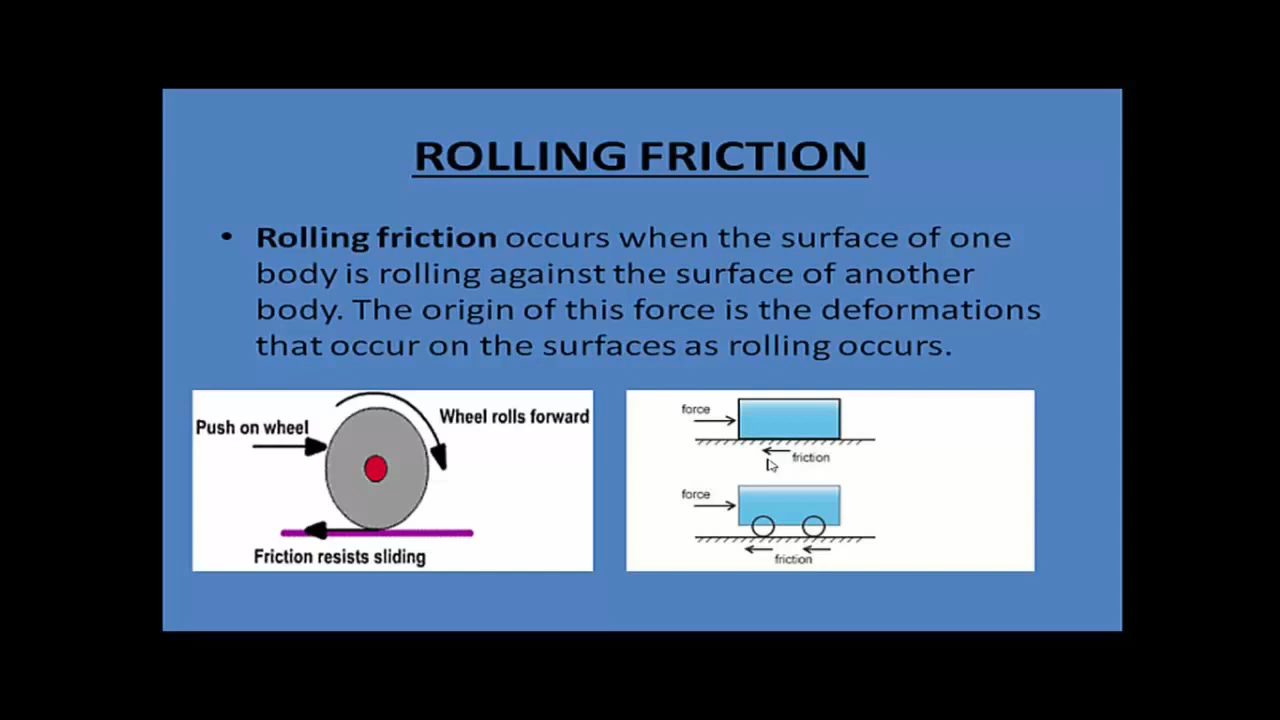 ROLLING FRICTION
• Rolling friction occurs when the surface of one
body is rolling against the surface of another
body. The origin of this force is the deformations
that occur on the surfaces as rolling occurs.
Push on wheel
Wheel rolls forward
Friction resists sliding
force
friction
force
friction